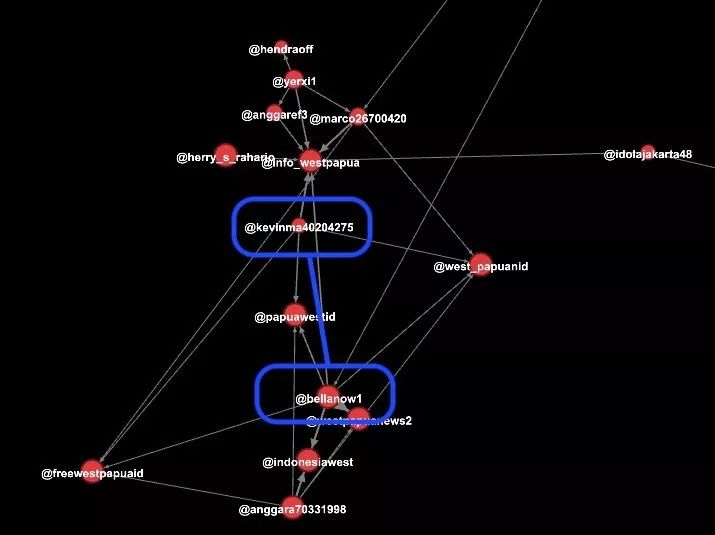 @hendraoff
@yerxi1
@anggaref3
@marco26700420
@herry_s_raharjo
@info_westpapua
@idolajakarta48
@kevinma40204275
@west_papuanid
@papuawestid
@bellanow1
@westpapuanews2
@indonesiawest
@freewestpapuaid
@anggara70331998